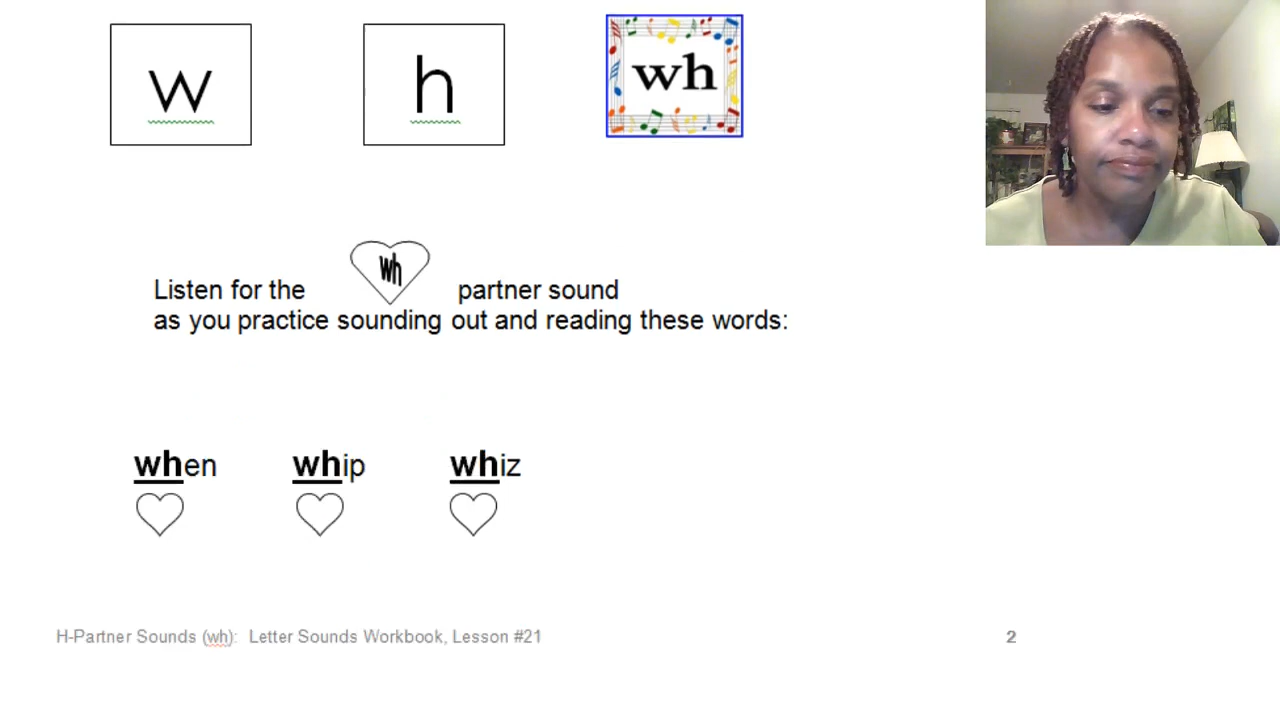 w h wh
wh
Listen for the partner sound
as you practice sounding out and reading these words:
when whip whiz
H-Partner Sounds (wh): Letter Sounds Workbook, Lesson #21 2